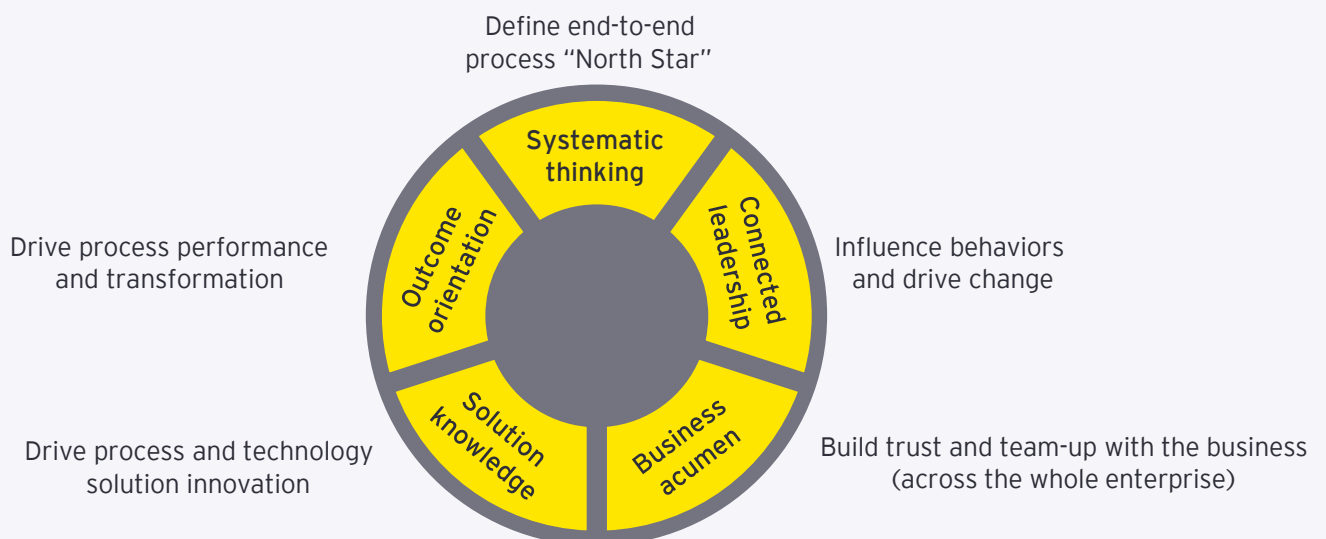 Define end-to-end
process “North Star”
Systematic
thinking
Connected
leadership
Influence behaviors
and drive change
Business
acumen
Build trust and team-up with the business
(across the whole enterprise)
Solution
knowledge
Drive process and technology
solution innovation
Outcome
orientation
Drive process performance
and transformation